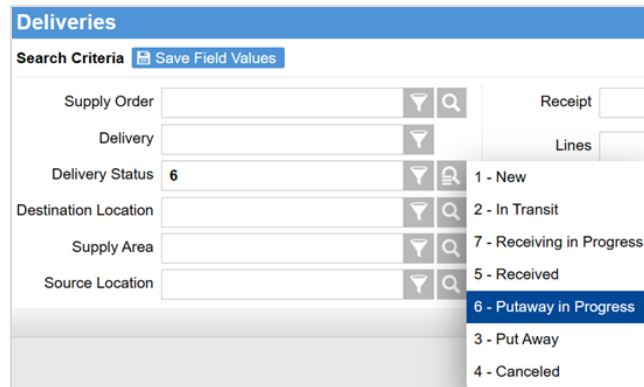 Deliveries
Search Criteria Save Field Values
Supply Order
Receipt
Delivery
Lines
Delivery Status 6
1 - New
Destination Location
2 - In Transit
Supply Area
7 - Receiving in Progress
Source Location
5 - Received
6 - Putaway in Progress
3 - Put Away
4 - Canceled